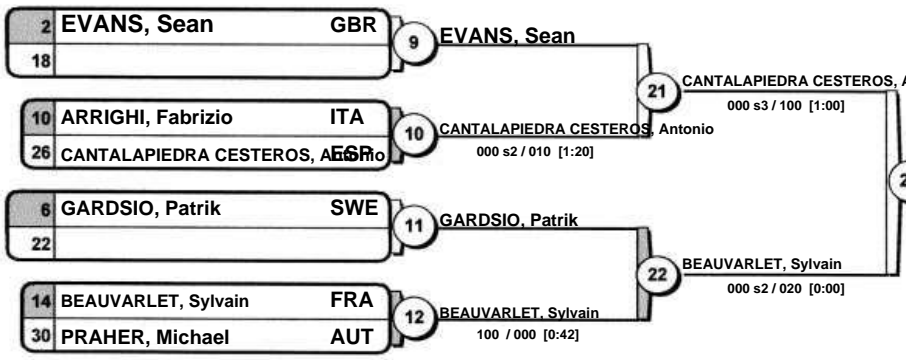 2 EVANS, Sean GBR
18
9
EVANS, Sean
10 ARRIGHI, Fabrizio ITA
26 CANTALAPIEDRA CESTEROS, Antonio ESP
10
CANTALAPIEDRA CESTEROS, Antonio
000 s2 / 010 [1:20]
21
CANTALAPIEDRA CESTEROS, A
000 s3 / 100 [1:00]
6 GARDSIO, Patrik SWE
22
11
GARDSIO, Patrik
14 BEAUVARLET, Sylvain FRA
30 PRAHER, Michael AUT
12
BEAUVARLET, Sylvain
100 / 000 [0:42]
22
BEAUVARLET, Sylvain
000 s2 / 020 [0:00]
2